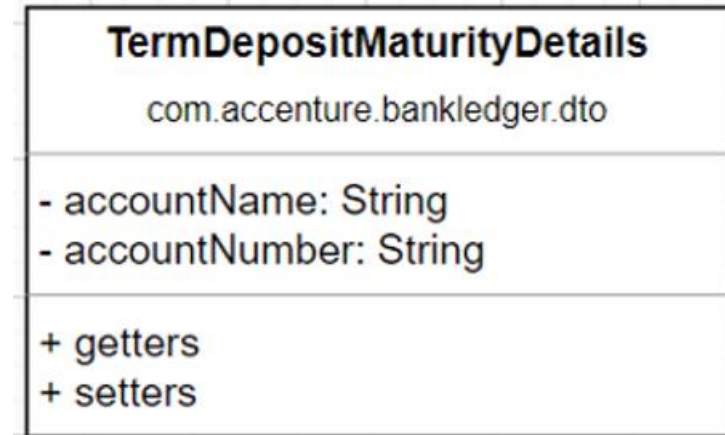 TermDepositMaturityDetails
com.accenture.bankledger.dto
- accountName: String
- accountNumber: String
+ getters
+ setters